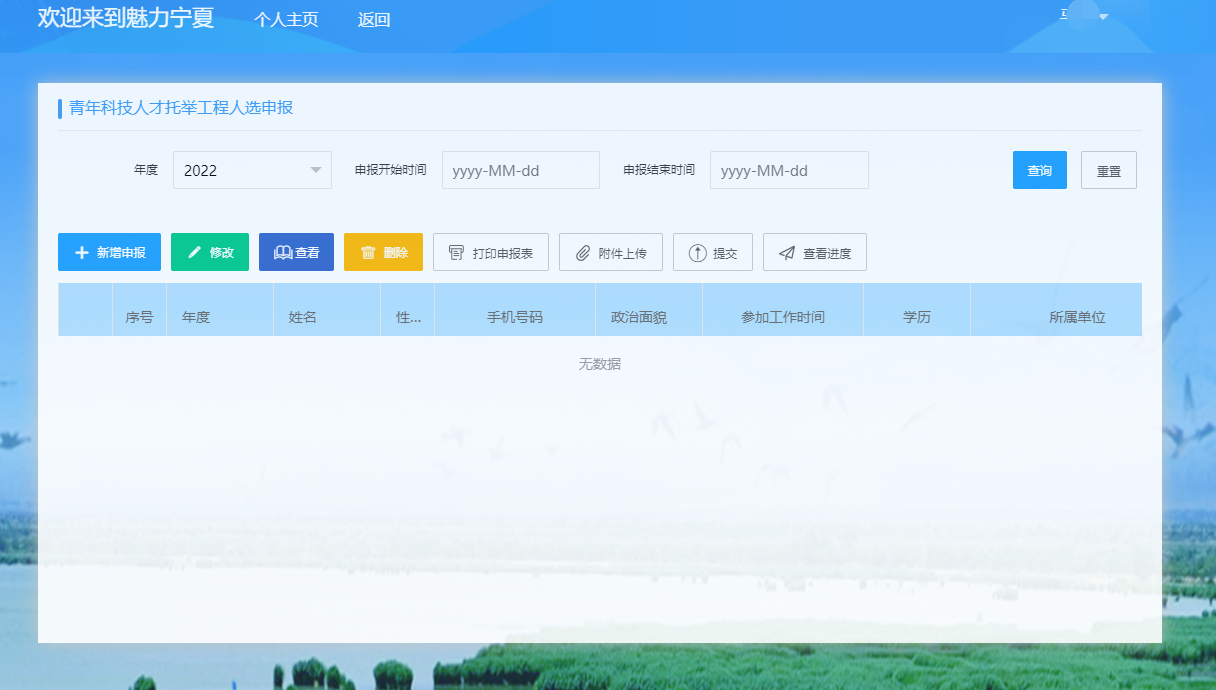 欢迎来到魅力宁夏 个人主页 返回
青年科技人才托举工程人选申报
年度 2022 申报开始时间 yyyy-MM-dd 申报结束时间 yyyy-MM-dd 查询 重置
新增申报 修改 查看 删除 打印申报表 附件上传 提交 查看进度
序号 年度 姓名 性... 手机号码 政治面貌 参加工作时间 学历 所属单位
无数据